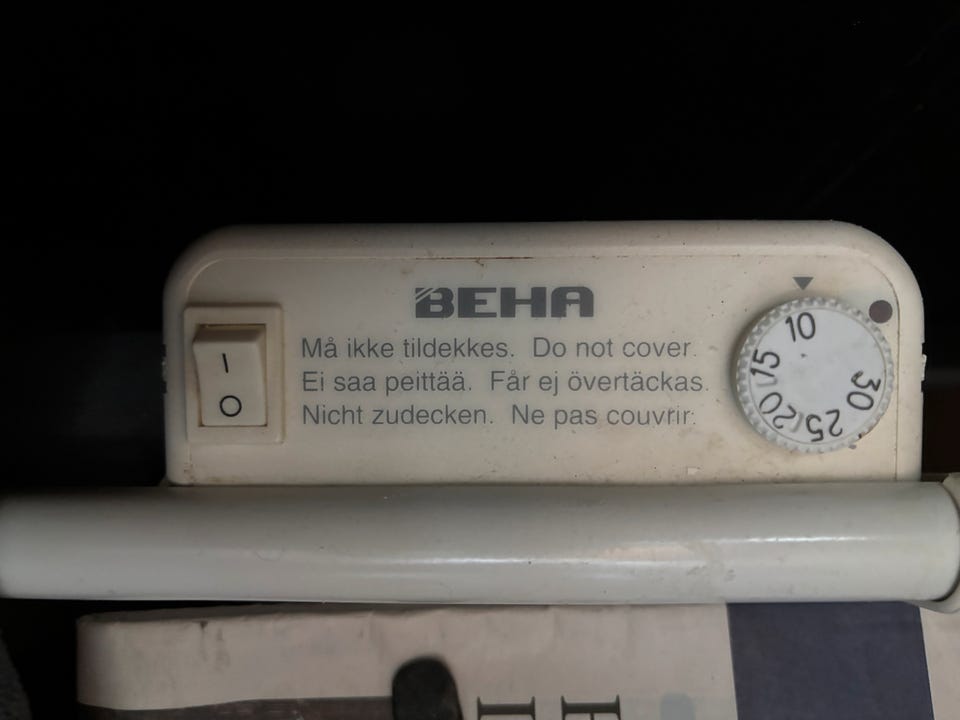 BEHA
Må ikke tildekkes. Do not cover.
Ei saa peittää. Får ej övertäckas.
Nicht zudecken. Ne pas couvrir.
I
O
10
15
20
25
30